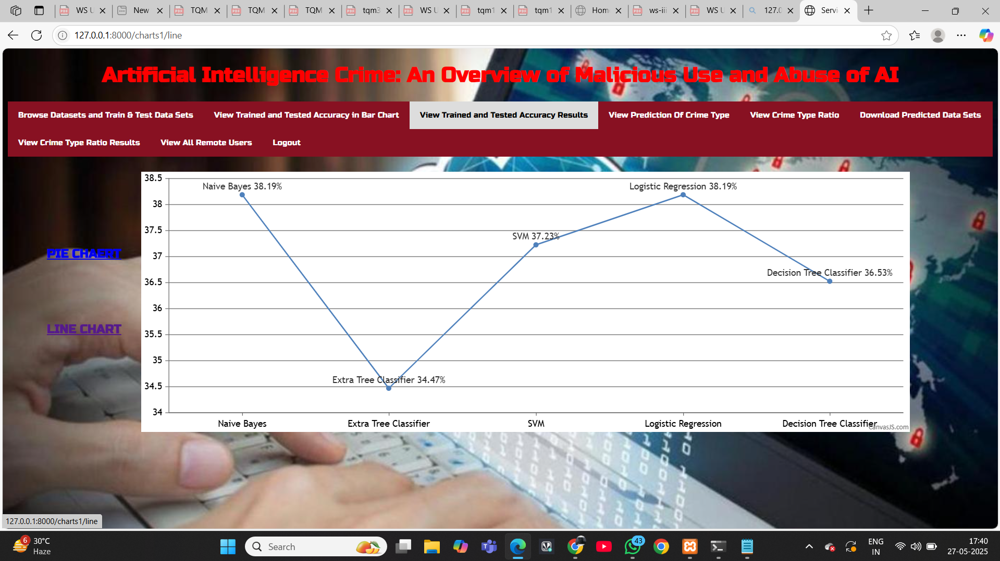 WS U
New
TQM
TQM
TQM
tqm3
WS U
tqm1
tqm1
Hom
ws-iii
WS U
127.0
Servi
127.0.0.1:8000/charts1/line
Artificial Intelligence Crime: An Overview of Malicious Use and Abuse of AI
Browse Datasets and Train & Test Data Sets
View Trained and Tested Accuracy in Bar Chart
View Trained and Tested Accuracy Results
View Prediction Of Crime Type
View Crime Type Ratio
Download Predicted Data Sets
View Crime Type Ratio Results
View All Remote Users
Logout
PIE CHAERT
LINE CHART
38.5
38
37.5
37
36.5
36
35.5
35
34.5
34
Naive Bayes 38.19%
Extra Tree Classifier 34.47%
SVM 37.23%
Logistic Regression 38.19%
Decision Tree Classifier 36.53%
Naive Bayes
Extra Tree Classifier
SVM
Logistic Regression
Decision Tree Classifier
CanvasJS.com
127.0.0.1:8000/charts1/line
6
30°C
Haze
Search
43
ENG
IN
17:40
27-05-2025